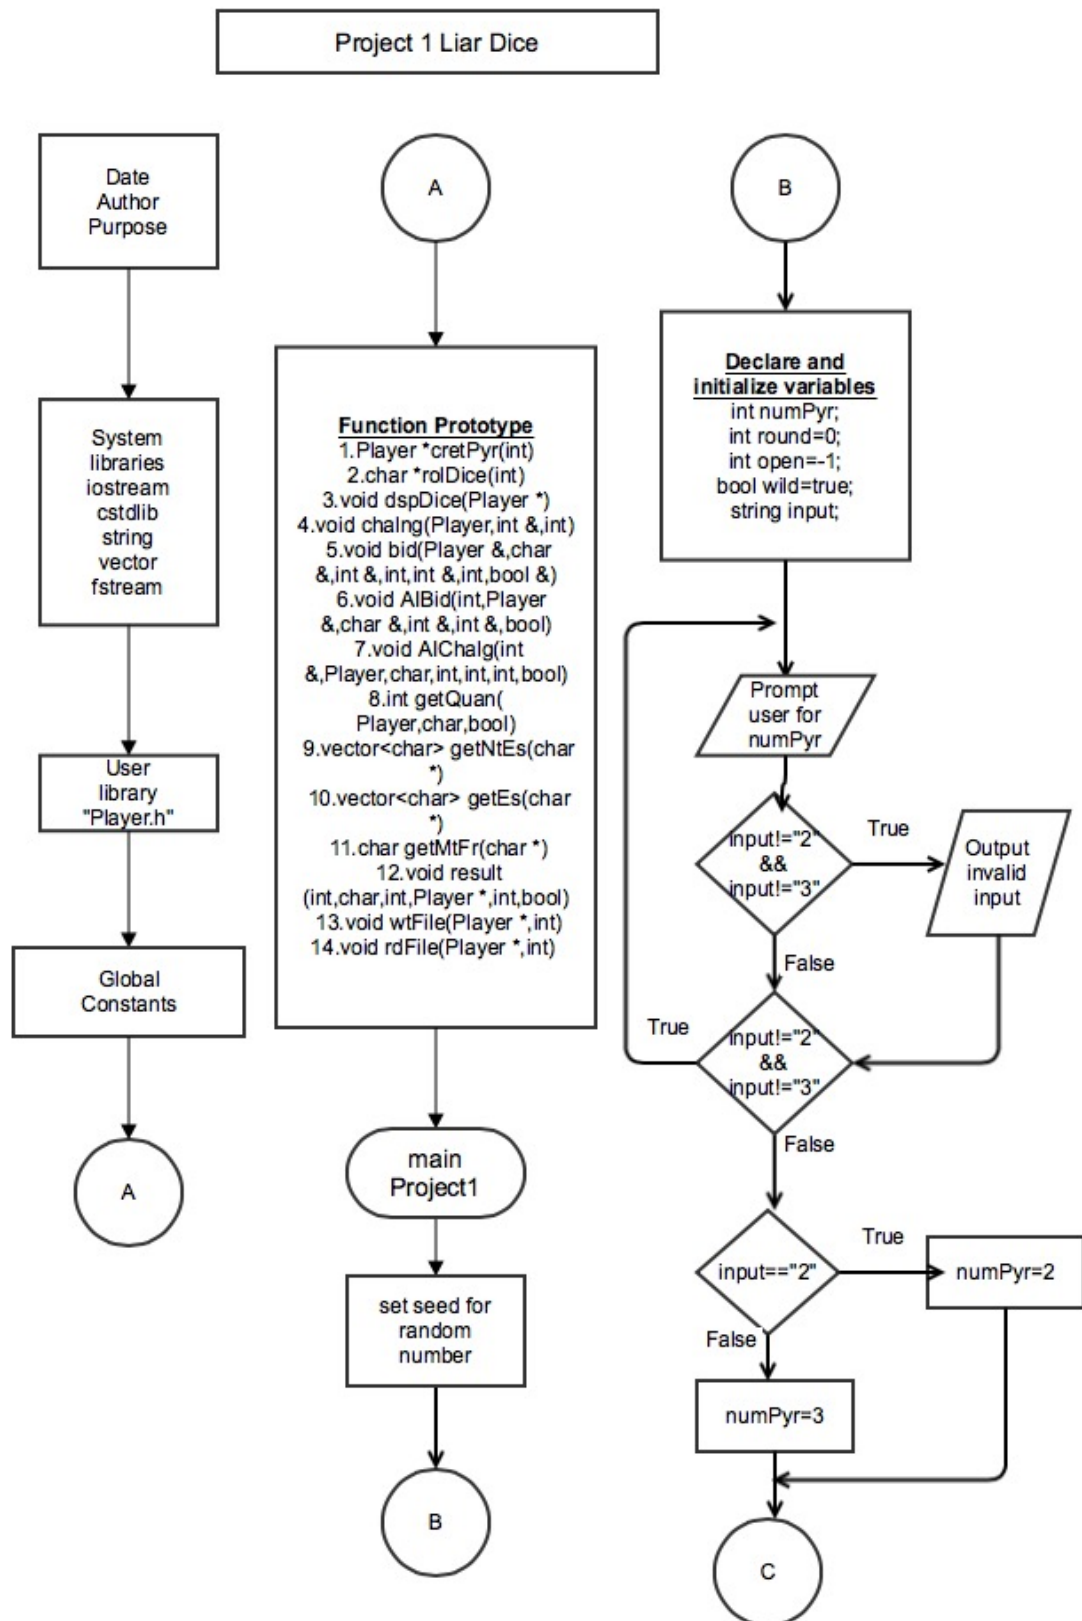 Project 1 Liar Dice
Date
Author
Purpose
System
libraries
iostream
cstdlib
string
vector
fstream
User
library
"Player.h"
Global
Constants
A
A
Function Prototype
1.Player *cretPyr(int)
2.char *rolDice(int)
3.void dspDice(Player *)
4.void chalng(Player,int &,int)
5.void bid(Player &,char
&,int &,int,int &,int,bool &)
6.void AIBid(int,Player
&,char &,int &,int &,bool)
7.void AIChalg(int
&,Player,char,int,int,int,bool)
8.int getQuan(
Player,char,bool)
9.vector<char> getNtEs(char
*)
10.vector<char> getEs(char
*)
11.char getMtFr(char *)
12.void result
(int,char,int,Player *,int,bool)
13.void wtFile(Player *,int)
14.void rdFile(Player *,int)
main
Project1
set seed for
random
number
B
B
Declare and
initialize variables
int numPyr;
int round=0;
int open=-1;
bool wild=true;
string input;
Prompt
user for
numPyr
input!="2"
&&
input!="3"
True
Output
invalid
input
False
input!="2"
&&
input!="3"
True
False
input=="2"
True
numPyr=2
False
numPyr=3
C